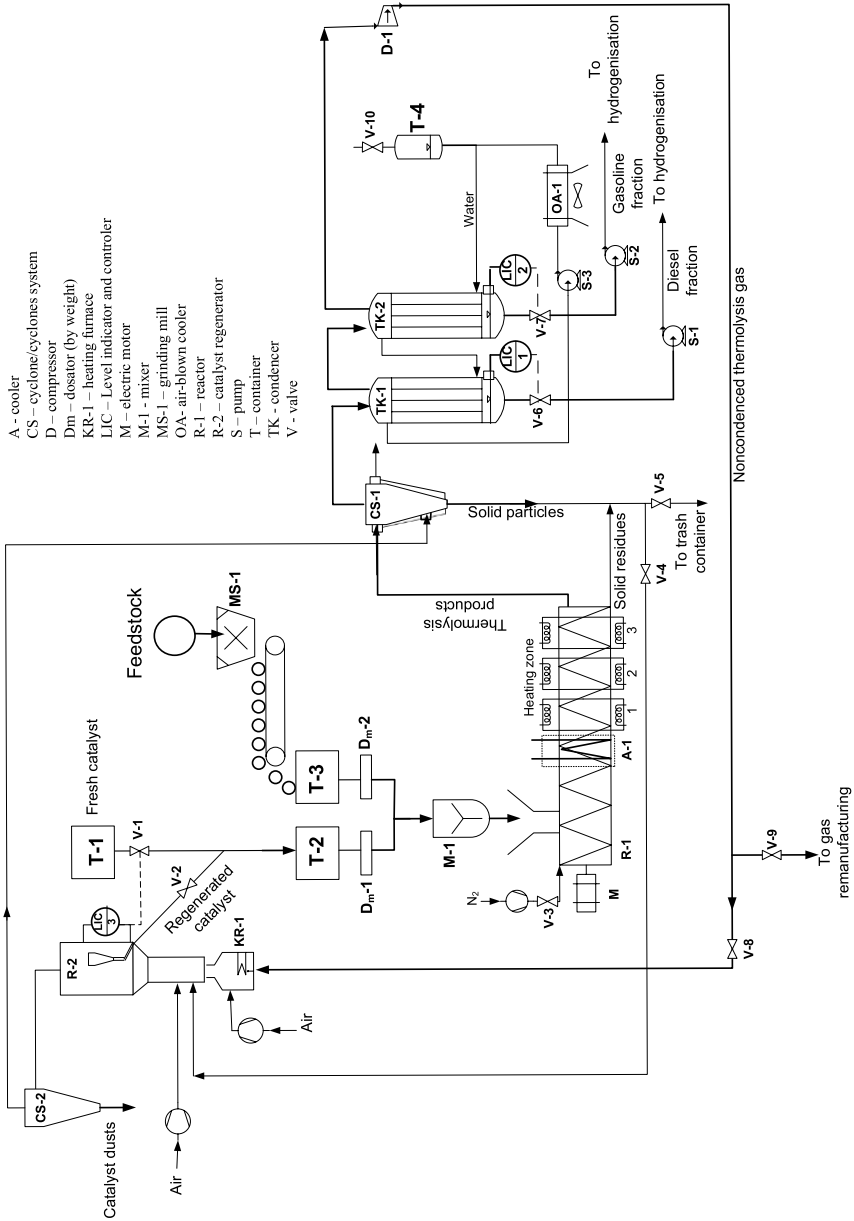 A - cooler
CS – cyclone/cyclones system
D – compressor
Dm – dosator (by weight)
KR-1 – heating furnace
LIC – Level indicator and controler
M – electric motor
M-1 - mixer
MS-1 – grinding mill
OA- air-blown cooler
R-1 – reactor
R-2 – catalyst regenerator
S – pump
T – container
TK - condencer
V - valve
D-1
V-10
T-4
To
hydrogenisation
To hydrogenisation
Water
OA-1
Gasoline
fraction
Diesel
fraction
S-3
S-2
S-1
TK-2
TK-1
LIC
2
LIC
1
V-7
V-6
Noncondenced thermolysis gas
CS-1
Solid particles
V-5
To trash
container
V-4
Solid residues
Thermolysis
products
Feedstock
MS-1
Heating zone
1
2
3
A-1
R-1
M
N2
V-3
M-1
Dm-1
Dm-2
T-2
T-3
Fresh catalyst
T-1
V-1
V-2
Regenerated
catalyst
LIC
3
R-2
KR-1
Air
CS-2
Catalyst dusts
Air
V-8
V-9
To gas
remanufacturing